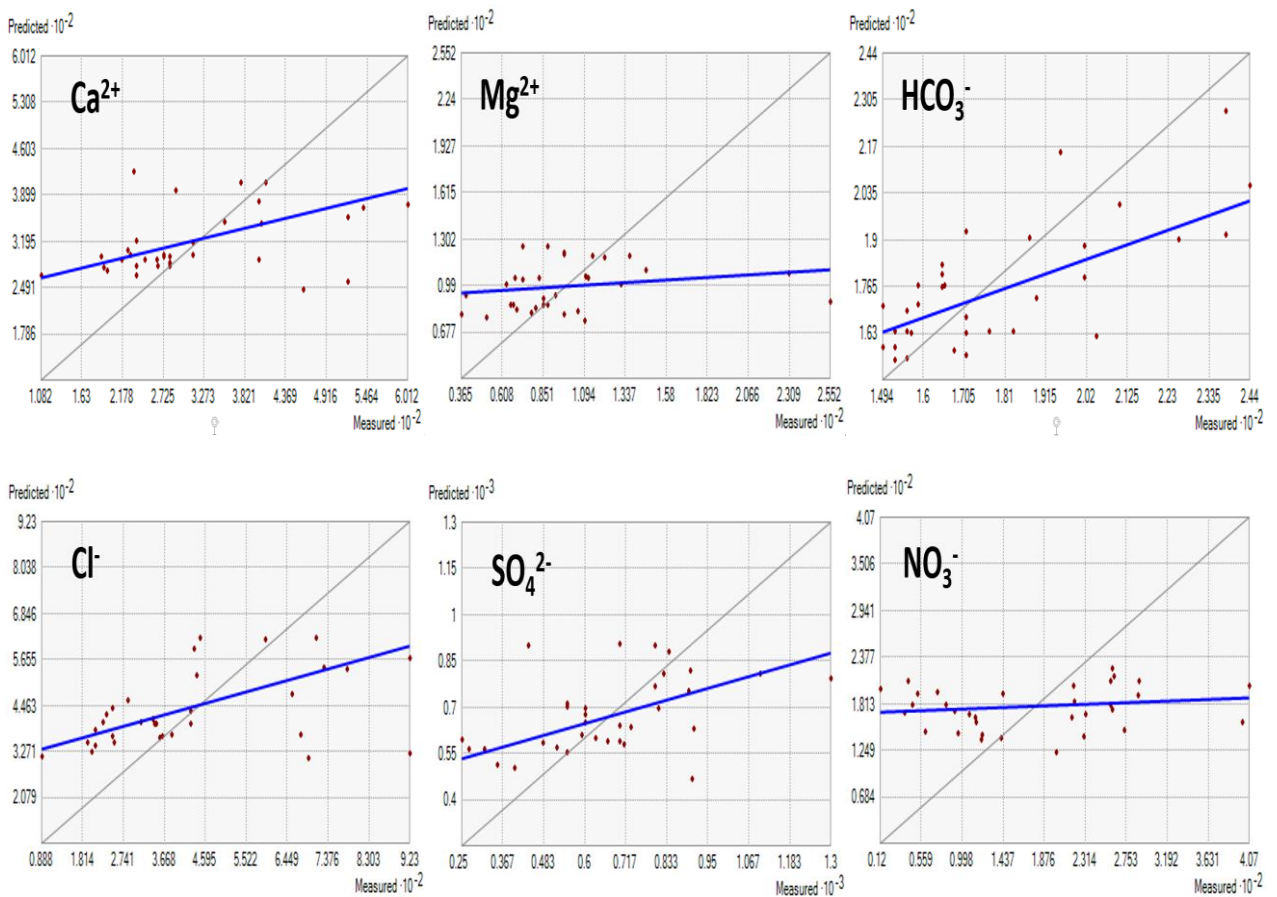 Predicted ·10⁻²
6.012
5.308
4.603
3.899
3.195
2.491
1.786
Ca²⁺
1.082 1.63 2.178 2.725 3.273 3.821 4.369 4.916 5.464 6.012
Measured ·10⁻²
Predicted ·10⁻²
2.552
2.24
1.927
1.615
1.302
0.99
0.677
Mg²⁺
0.365 0.608 0.851 1.094 1.337 1.58 1.823 2.066 2.309 2.552
Measured ·10⁻²
Predicted ·10⁻²
2.44
2.305
2.17
2.035
1.9
1.765
1.63
HCO₃⁻
1.494 1.6 1.705 1.81 1.915 2.02 2.125 2.23 2.335 2.44
Measured ·10⁻²
Predicted ·10⁻²
9.23
8.038
6.846
5.655
4.463
3.271
2.079
Cl⁻
0.888 1.814 2.741 3.668 4.595 5.522 6.449 7.376 8.303 9.23
Measured ·10⁻²
Predicted ·10⁻³
1.3
1.15
1
0.85
0.7
0.55
0.4
SO₄²⁻
0.25 0.367 0.483 0.6 0.717 0.833 0.95 1.067 1.183 1.3
Measured ·10⁻³
Predicted ·10⁻²
4.07
3.506
2.941
2.377
1.813
1.249
0.684
NO₃⁻
0.12 0.559 0.998 1.437 1.876 2.314 2.753 3.192 3.631 4.07
Measured ·10⁻²